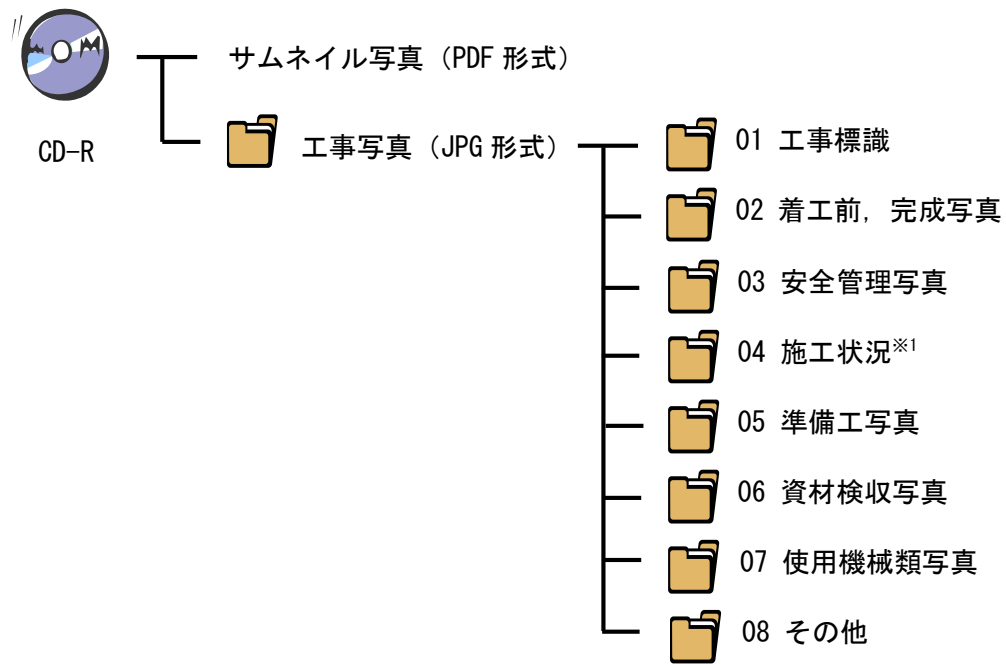 サムネイル写真（PDF 形式）
CD-R
工事写真（JPG 形式）
01 工事標識
02 着工前，完成写真
03 安全管理写真
04 施工状況※1
05 準備工写真
06 資材検収写真
07 使用機械類写真
08 その他